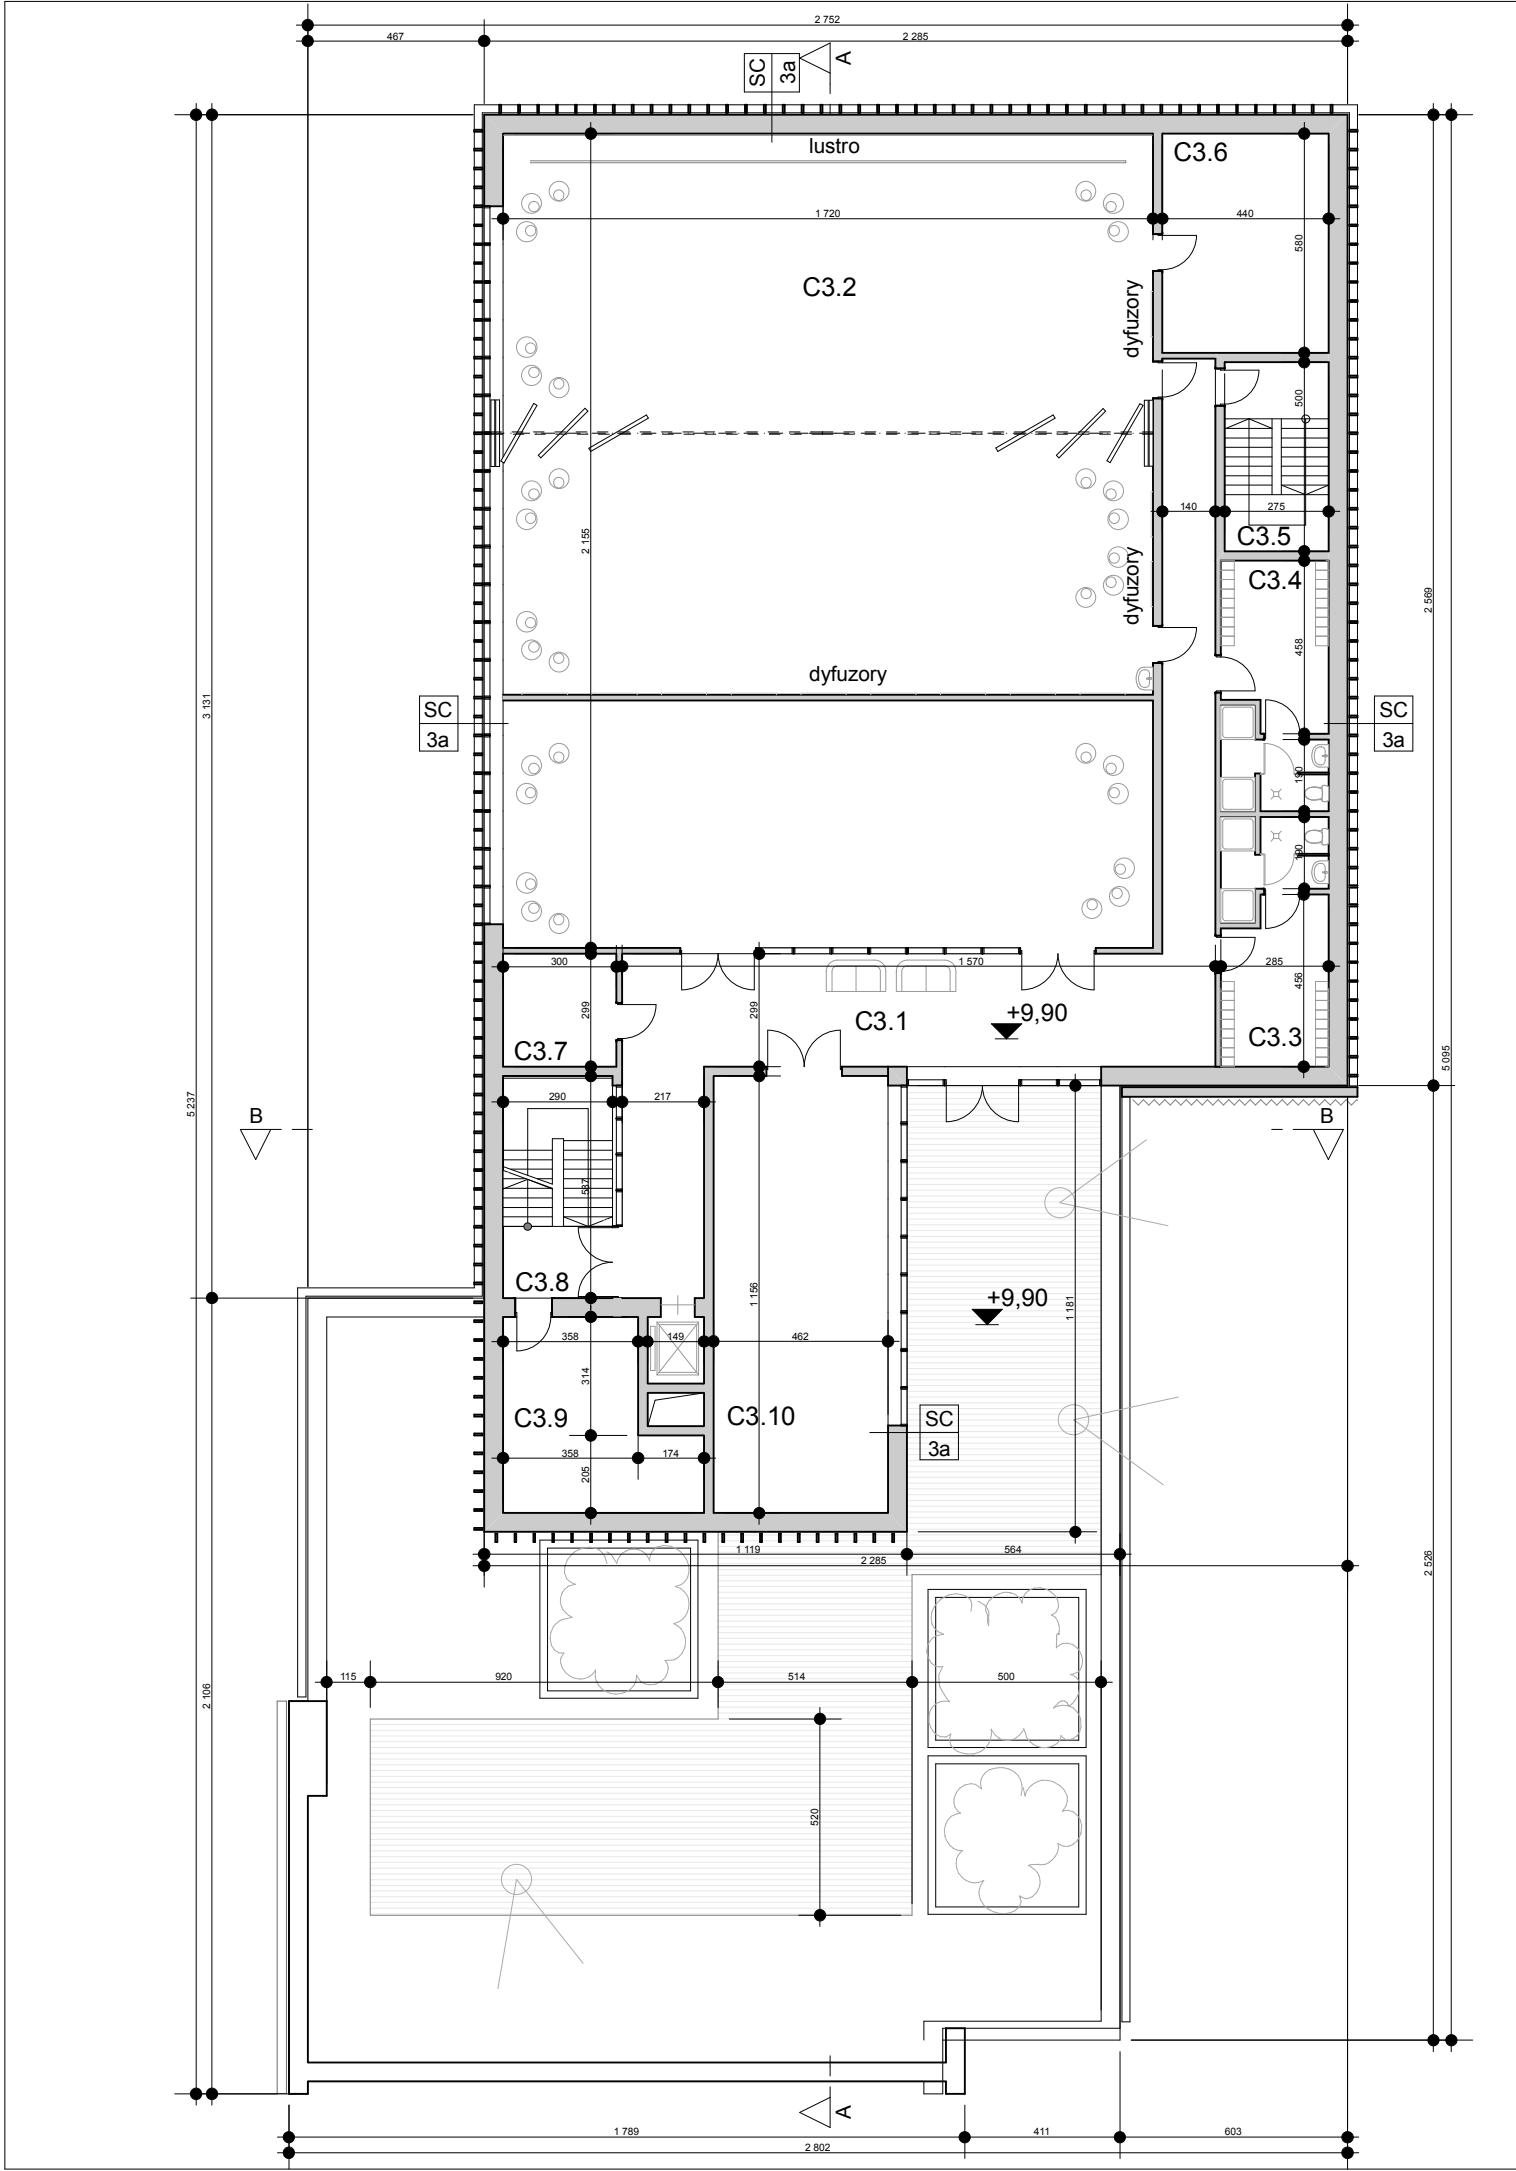 2 752
467
2 285
SC
3a
A
lustro
C3.6
1 720
440
580
C3.2
dyfuzory
500
2 155
140
275
C3.5
C3.4
dyfuzory
2 569
458
dyfuzory
3 131
SC
3a
SC
3a
190
190
300
1 570
285
456
299
299
C3.1
+9,90
C3.7
C3.3
5 095
5 237
290
217
B
B
587
C3.8
1 156
+9,90
1 181
358
149
462
314
C3.9
C3.10
SC
3a
358
174
205
1 119
564
2 285
2 526
115
920
514
500
2 106
520
A
1 789
411
603
2 802